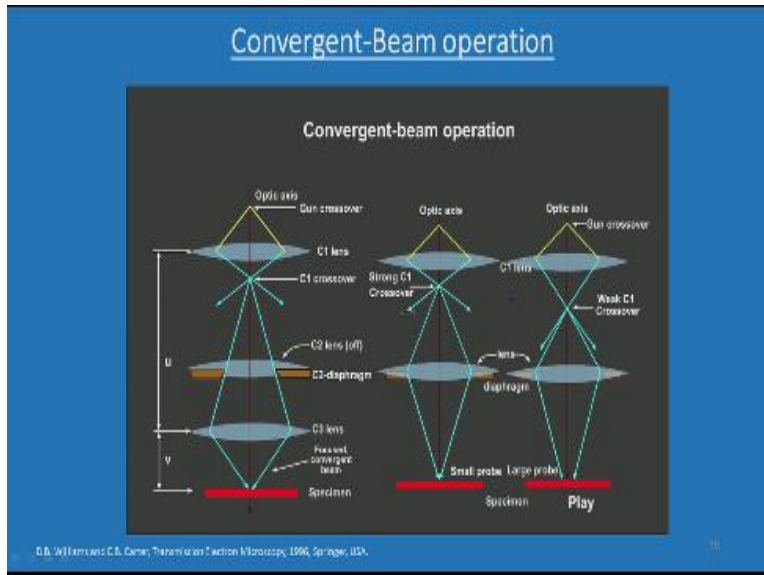 Convergent-Beam operation
Convergent-beam operation
Optic axis
Gun crossover
C1 lens
C1 crossover
C2 lens (off)
C2-diaphragm
U
C3 lens
V
Focused,
convergent
beam
Specimen
Optic axis
Strong C1
Crossover
Small probe
Optic axis
Gun crossover
C1 lens
Weak C1
Crossover
lens
diaphragm
Large probe
Specimen
Play
D.B. Williams and C.B. Carter, Transmission Electron Microscopy, 1996, Springer, USA.